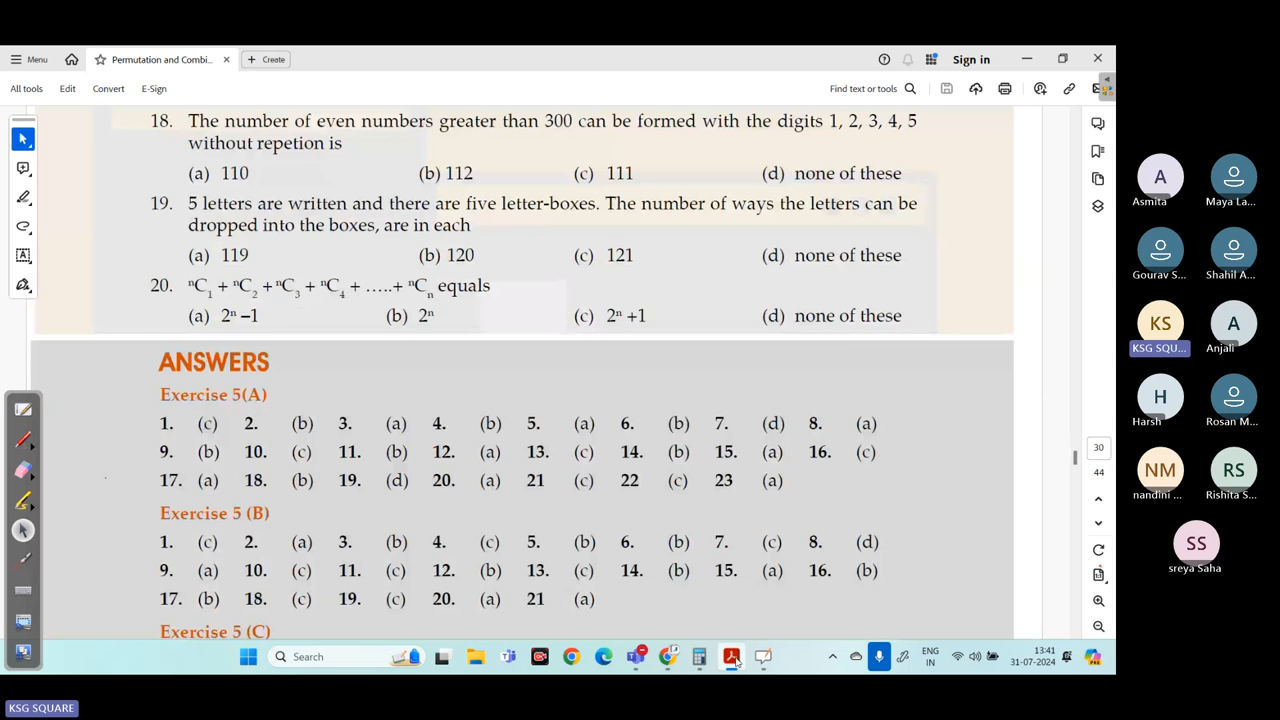 Menu
Permutation and Combi...
Create
Sign in
All tools
Edit
Convert
E-Sign
Find text or tools
18. The number of even numbers greater than 300 can be formed with the digits 1, 2, 3, 4, 5
without repetion is
(a) 110 (b) 112 (c) 111 (d) none of these
19. 5 letters are written and there are five letter-boxes. The number of ways the letters can be
dropped into the boxes, are in each
(a) 119 (b) 120 (c) 121 (d) none of these
20. ⁿC₁ + ⁿC₂ + ⁿC₃ + ⁿC₄ + .....+ ⁿCₙ equals
(a) 2ⁿ –1 (b) 2ⁿ (c) 2ⁿ +1 (d) none of these
ANSWERS
Exercise 5(A)
1. (c) 2. (b) 3. (a) 4. (b) 5. (a) 6. (b) 7. (d) 8. (a)
9. (b) 10. (c) 11. (b) 12. (a) 13. (c) 14. (b) 15. (a) 16. (c)
17. (a) 18. (b) 19. (d) 20. (a) 21 (c) 22 (c) 23 (a)
Exercise 5 (B)
1. (c) 2. (a) 3. (b) 4. (c) 5. (b) 6. (b) 7. (c) 8. (d)
9. (a) 10. (c) 11. (c) 12. (b) 13. (c) 14. (b) 15. (a) 16. (b)
17. (b) 18. (c) 19. (c) 20. (a) 21 (a)
Exercise 5 (C)
30
44
Search
ENG
IN
13:41
31-07-2024
A
Asmita
Maya La...
Gourav S...
Shahil A...
KS
KSG SQU...
A
Anjali
H
Harsh
Rosan M...
NM
nandini ...
RS
Rishita S...
SS
sreya Saha
KSG SQUARE